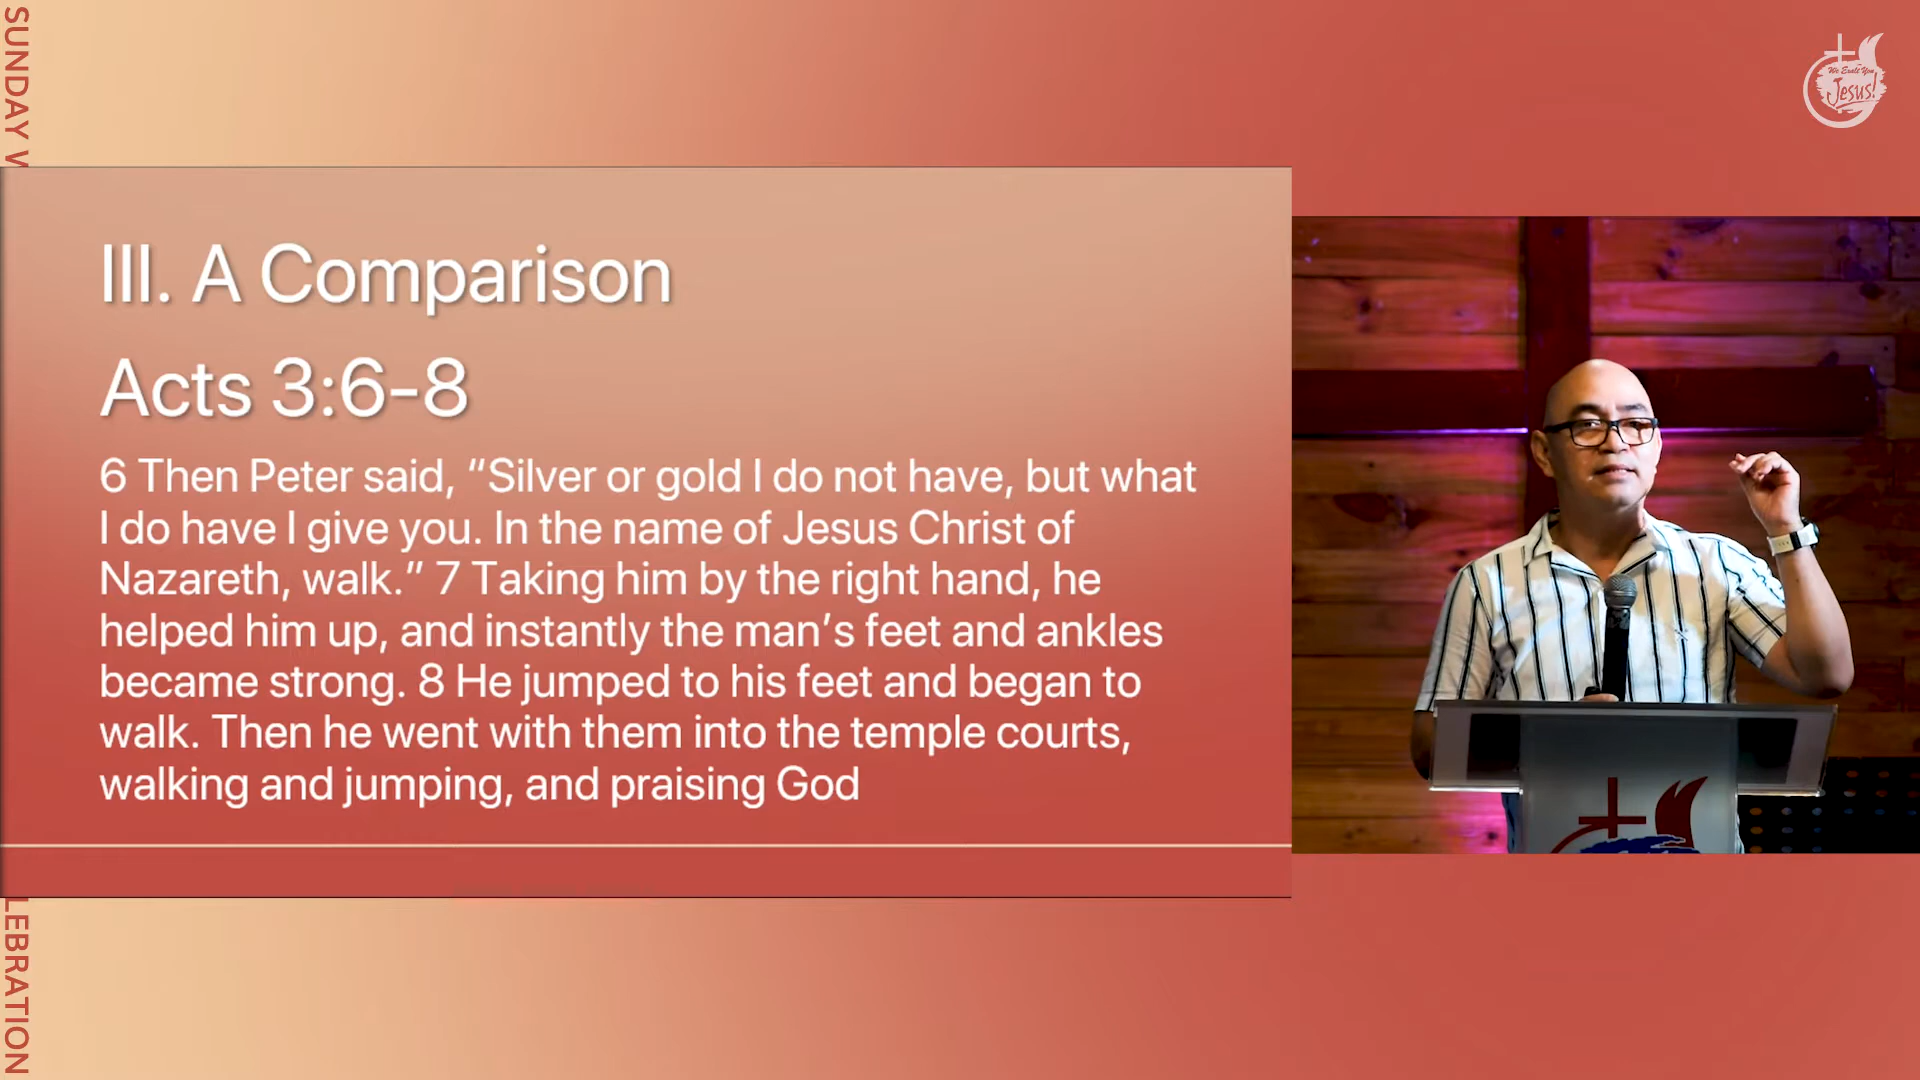 SUNDAY W
LEBRATION
III. A Comparison
Acts 3:6-8
6 Then Peter said, “Silver or gold I do not have, but what
I do have I give you. In the name of Jesus Christ of
Nazareth, walk.” 7 Taking him by the right hand, he
helped him up, and instantly the man’s feet and ankles
became strong. 8 He jumped to his feet and began to
walk. Then he went with them into the temple courts,
walking and jumping, and praising God
We Exalt You
Jesus!